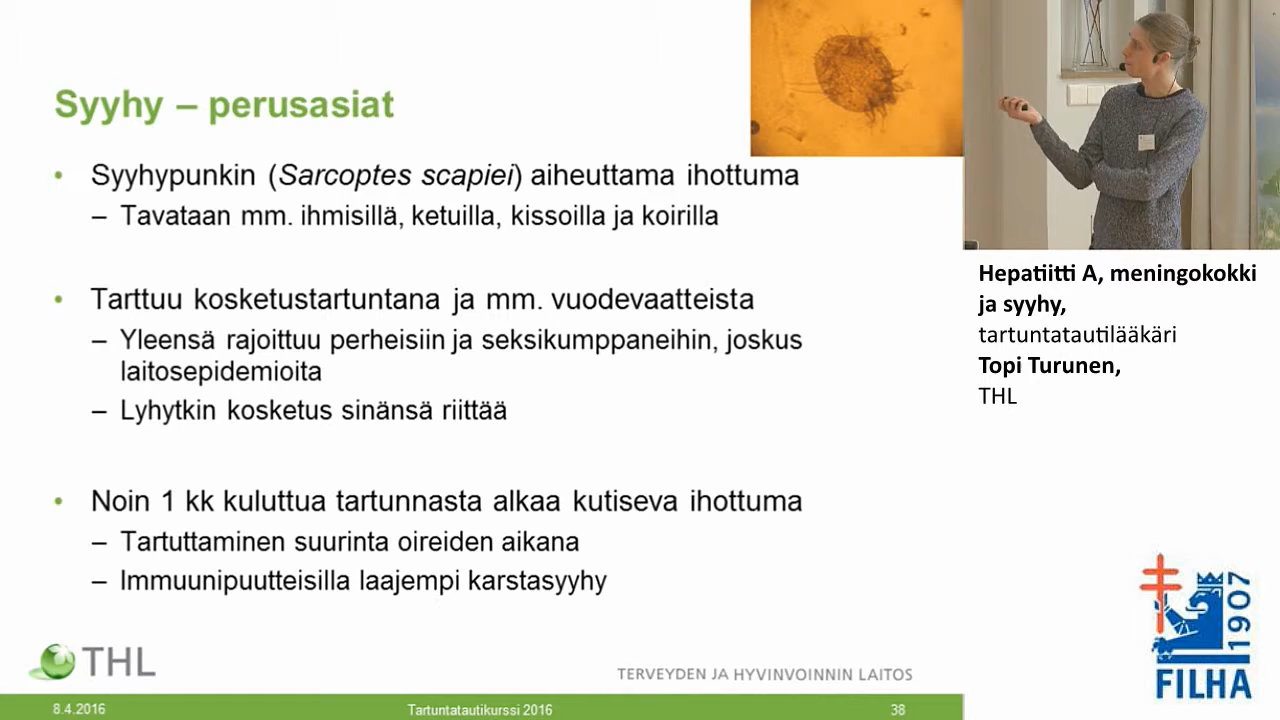 Syyhy – perusasiat
• Syyhypunkin (Sarcoptes scapiei) aiheuttama ihottuma
– Tavataan mm. ihmisillä, ketuilla, kissoilla ja koirilla
• Tarttuu kosketustartuntana ja mm. vuodevaatteista
– Yleensä rajoittuu perheisiin ja seksikumppaneihin, joskus
laitosepidemioita
– Lyhytkin kosketus sinänsä riittää
• Noin 1 kk kuluttua tartunnasta alkaa kutiseva ihottuma
– Tartuttaminen suurinta oireiden aikana
– Immuunipuutteisilla laajempi karstasyyhy
THL
TERVEYDEN JA HYVINVOINNIN LAITOS
8.4.2016
Tartuntatautikurssi 2016
38
Hepatiitti A, meningokokki
ja syyhy,
tartuntatautilääkäri
Topi Turunen,
THL
1907
FILHA